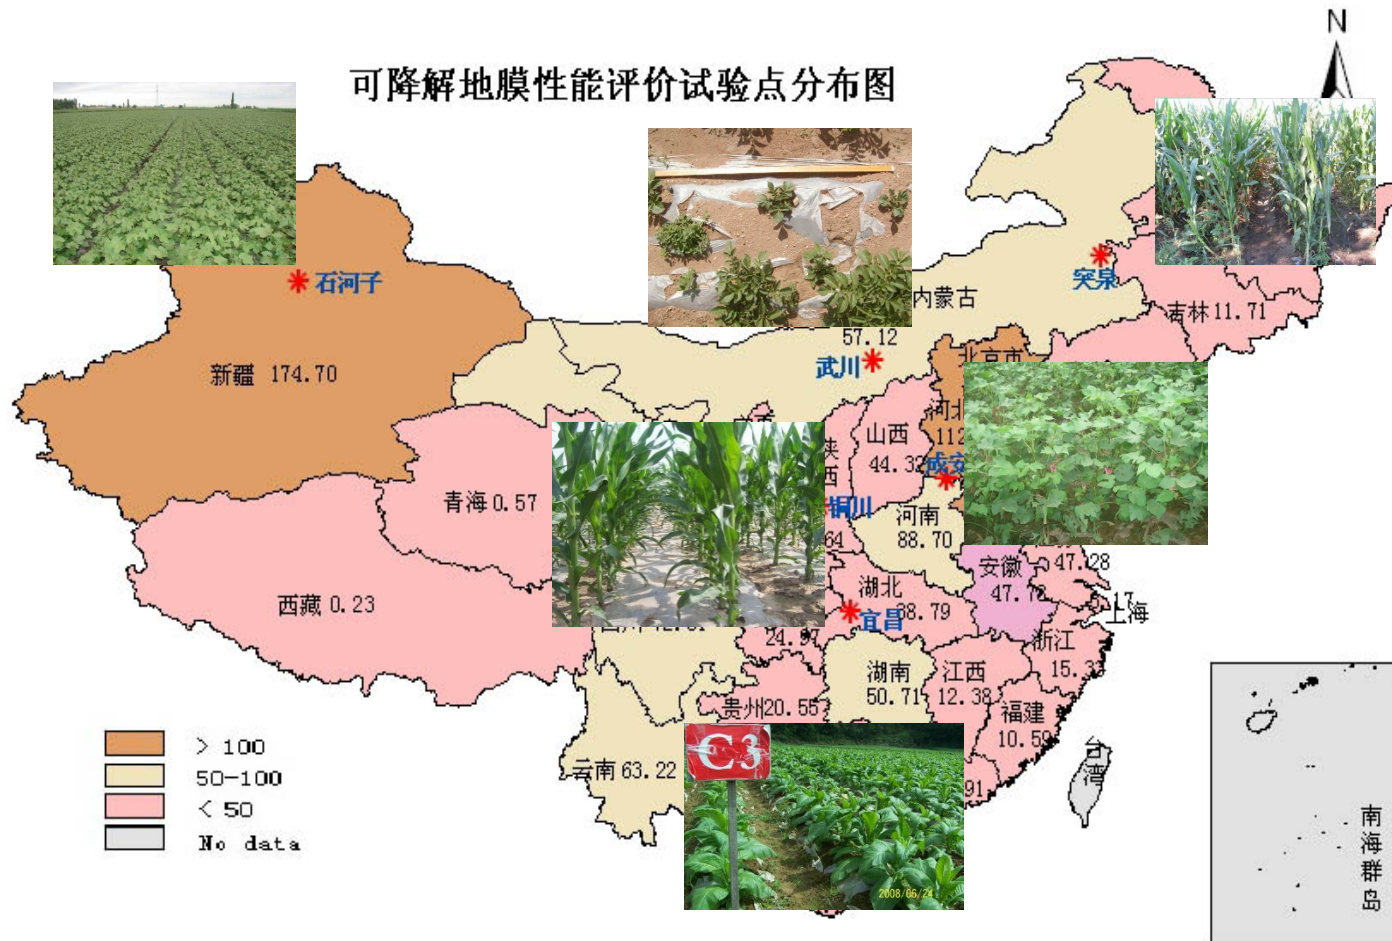 N
可降解地膜性能评价试验点分布图
石河子
突泉
内蒙古
吉林 11.71
57.12
武川
北京市
新疆 174.70
河北
112
山西
44.32
陕
西
成安
青海 0.57
铜川
河南
64
88.70
47.28
安徽
47.72
西藏 0.23
湖北
38.79
宜昌
上海
24.97
浙江
15.33
湖南
50.71
江西
12.38
贵州 20.55
福建
10.59
C3
台湾
云南 63.22
91
> 100
50-100
< 50
No data
南海群岛
2008/06/24